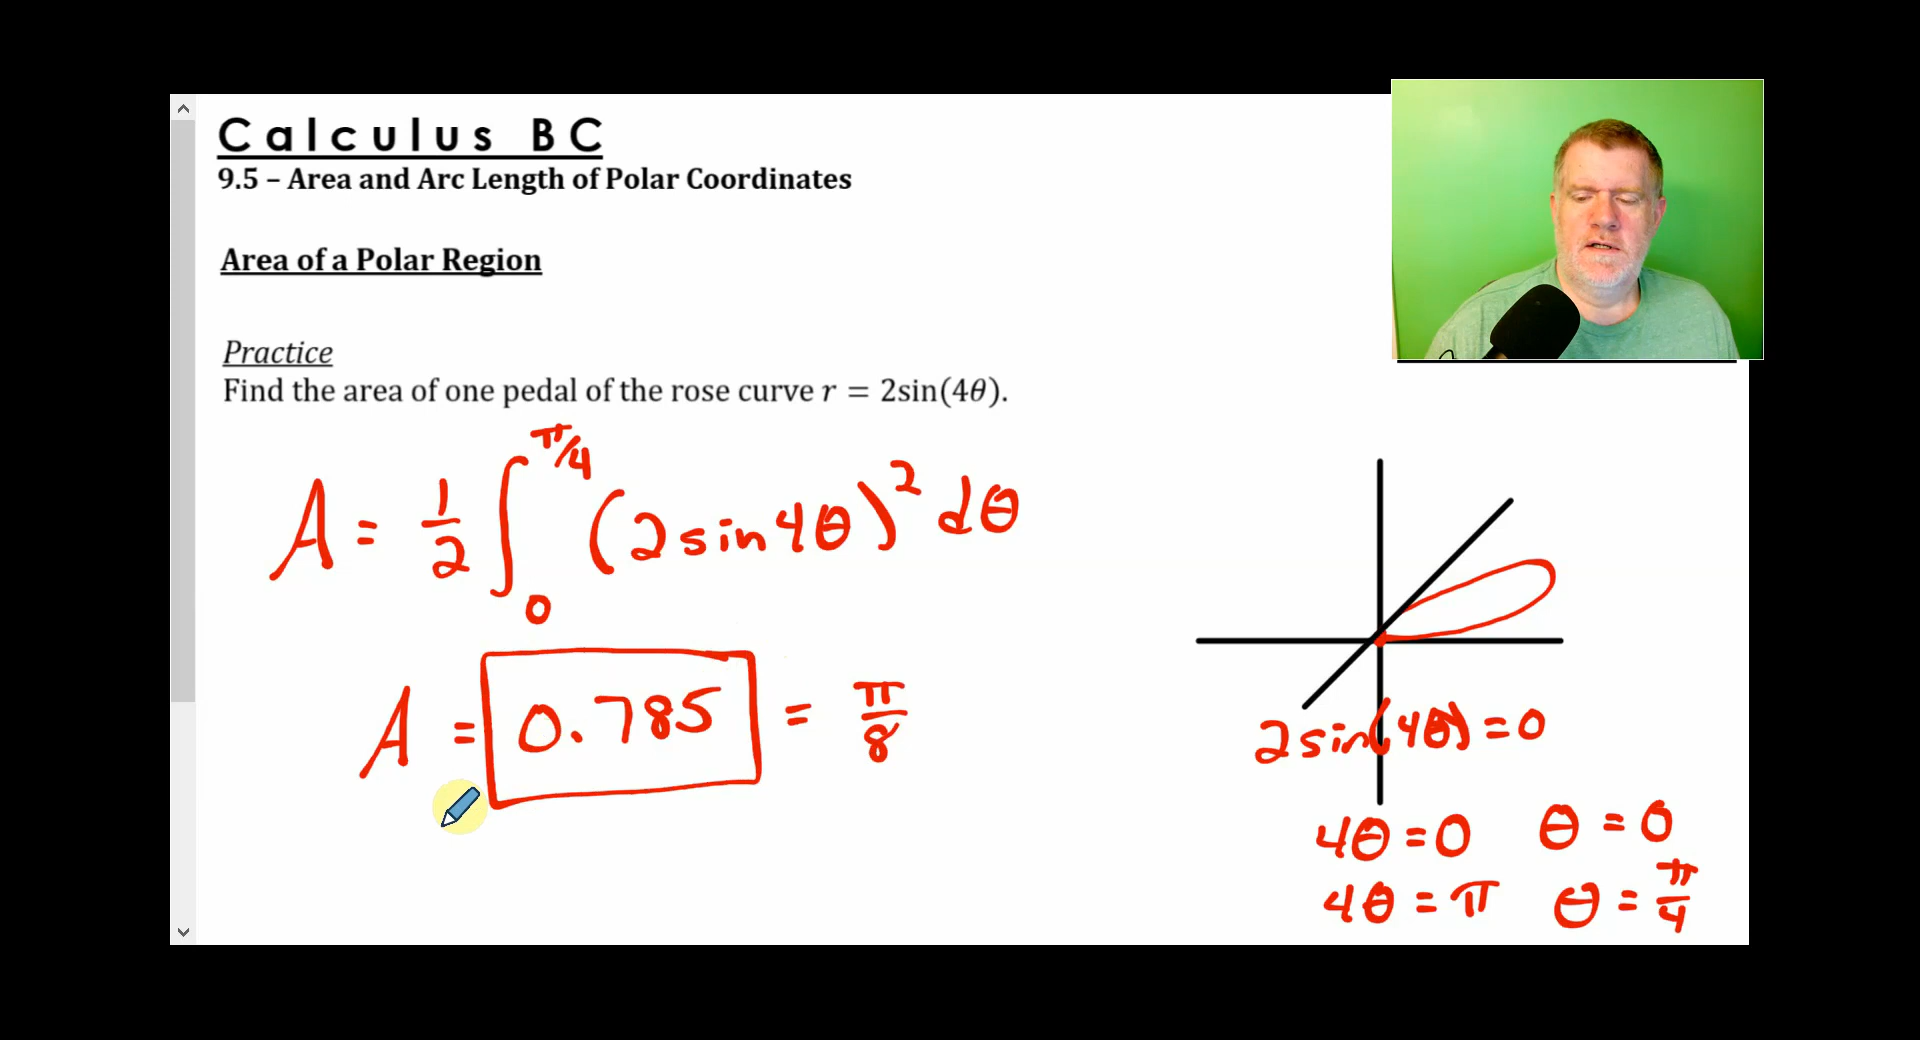 Calculus BC
9.5 – Area and Arc Length of Polar Coordinates
Area of a Polar Region
Practice
Find the area of one pedal of the rose curve r = 2sin(4θ).
A = 1/2 ∫₀^π/4 (2sin4θ)² dθ
A = 0.785 = π/8
2sin(4θ) = 0
4θ = 0 θ = 0
4θ = π θ = π/4